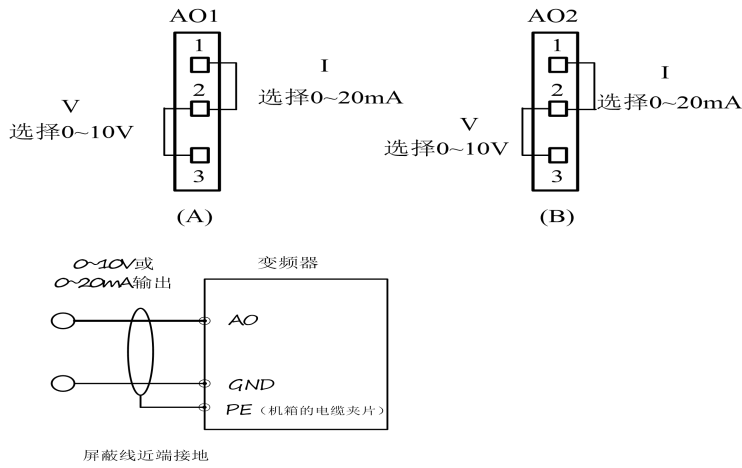 AO1
1
2
3
I
选择0~20mA
V
选择0~10V
(A)
AO2
1
2
3
I
选择0~20mA
V
选择0~10V
(B)
0~10V或
0~20mA输出
变频器
AO
GND
PE（机箱的电缆夹片）
屏蔽线近端接地